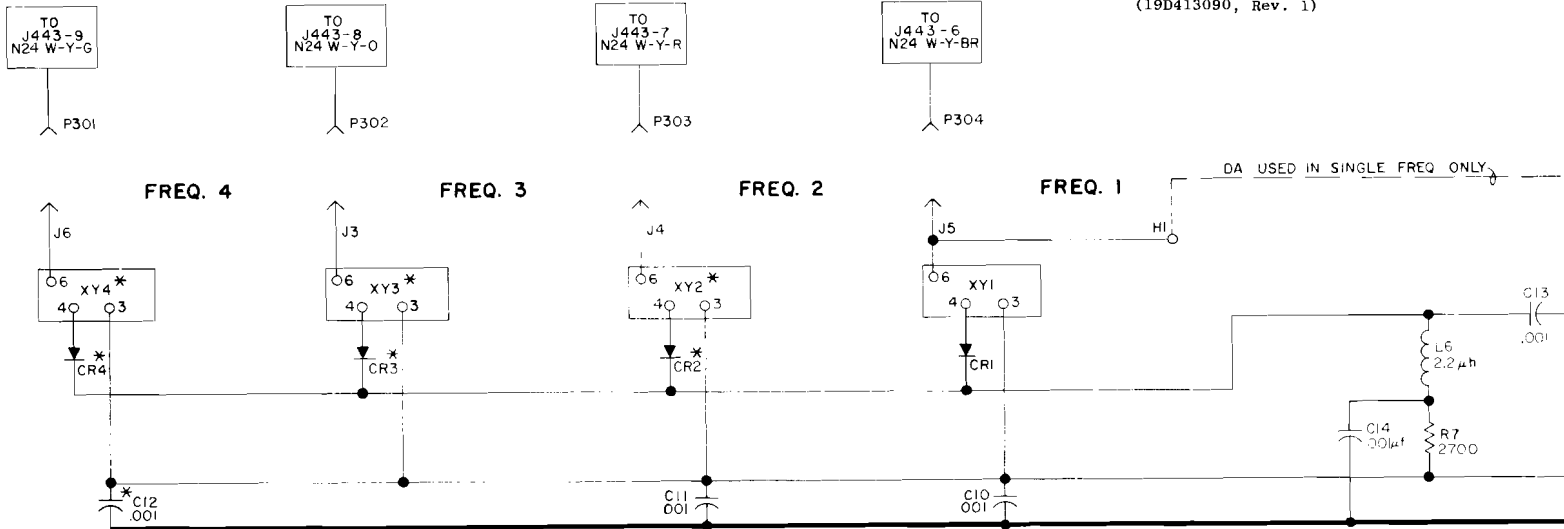 (19D413090, Rev. 1)
TO
J443-9
N24 W-Y-G
TO
J443-8
N24 W-Y-O
TO
J443-7
N24 W-Y-R
TO
J443-6
N24 W-Y-BR
P301
P302
P303
P304
DA USED IN SINGLE FREQ ONLY
FREQ. 4
FREQ. 3
FREQ. 2
FREQ. 1
J6
J3
J4
J5
H1
6 XY4 *
4 3
6 XY3 *
4 3
6 XY2 *
4 3
6 XY1
4 3
C13
.001
* CR4
* CR3
* CR2
CR1
L6
2.2μh
C14
.001μf
R7
2700
* C12
.001
C11
001
C10
001